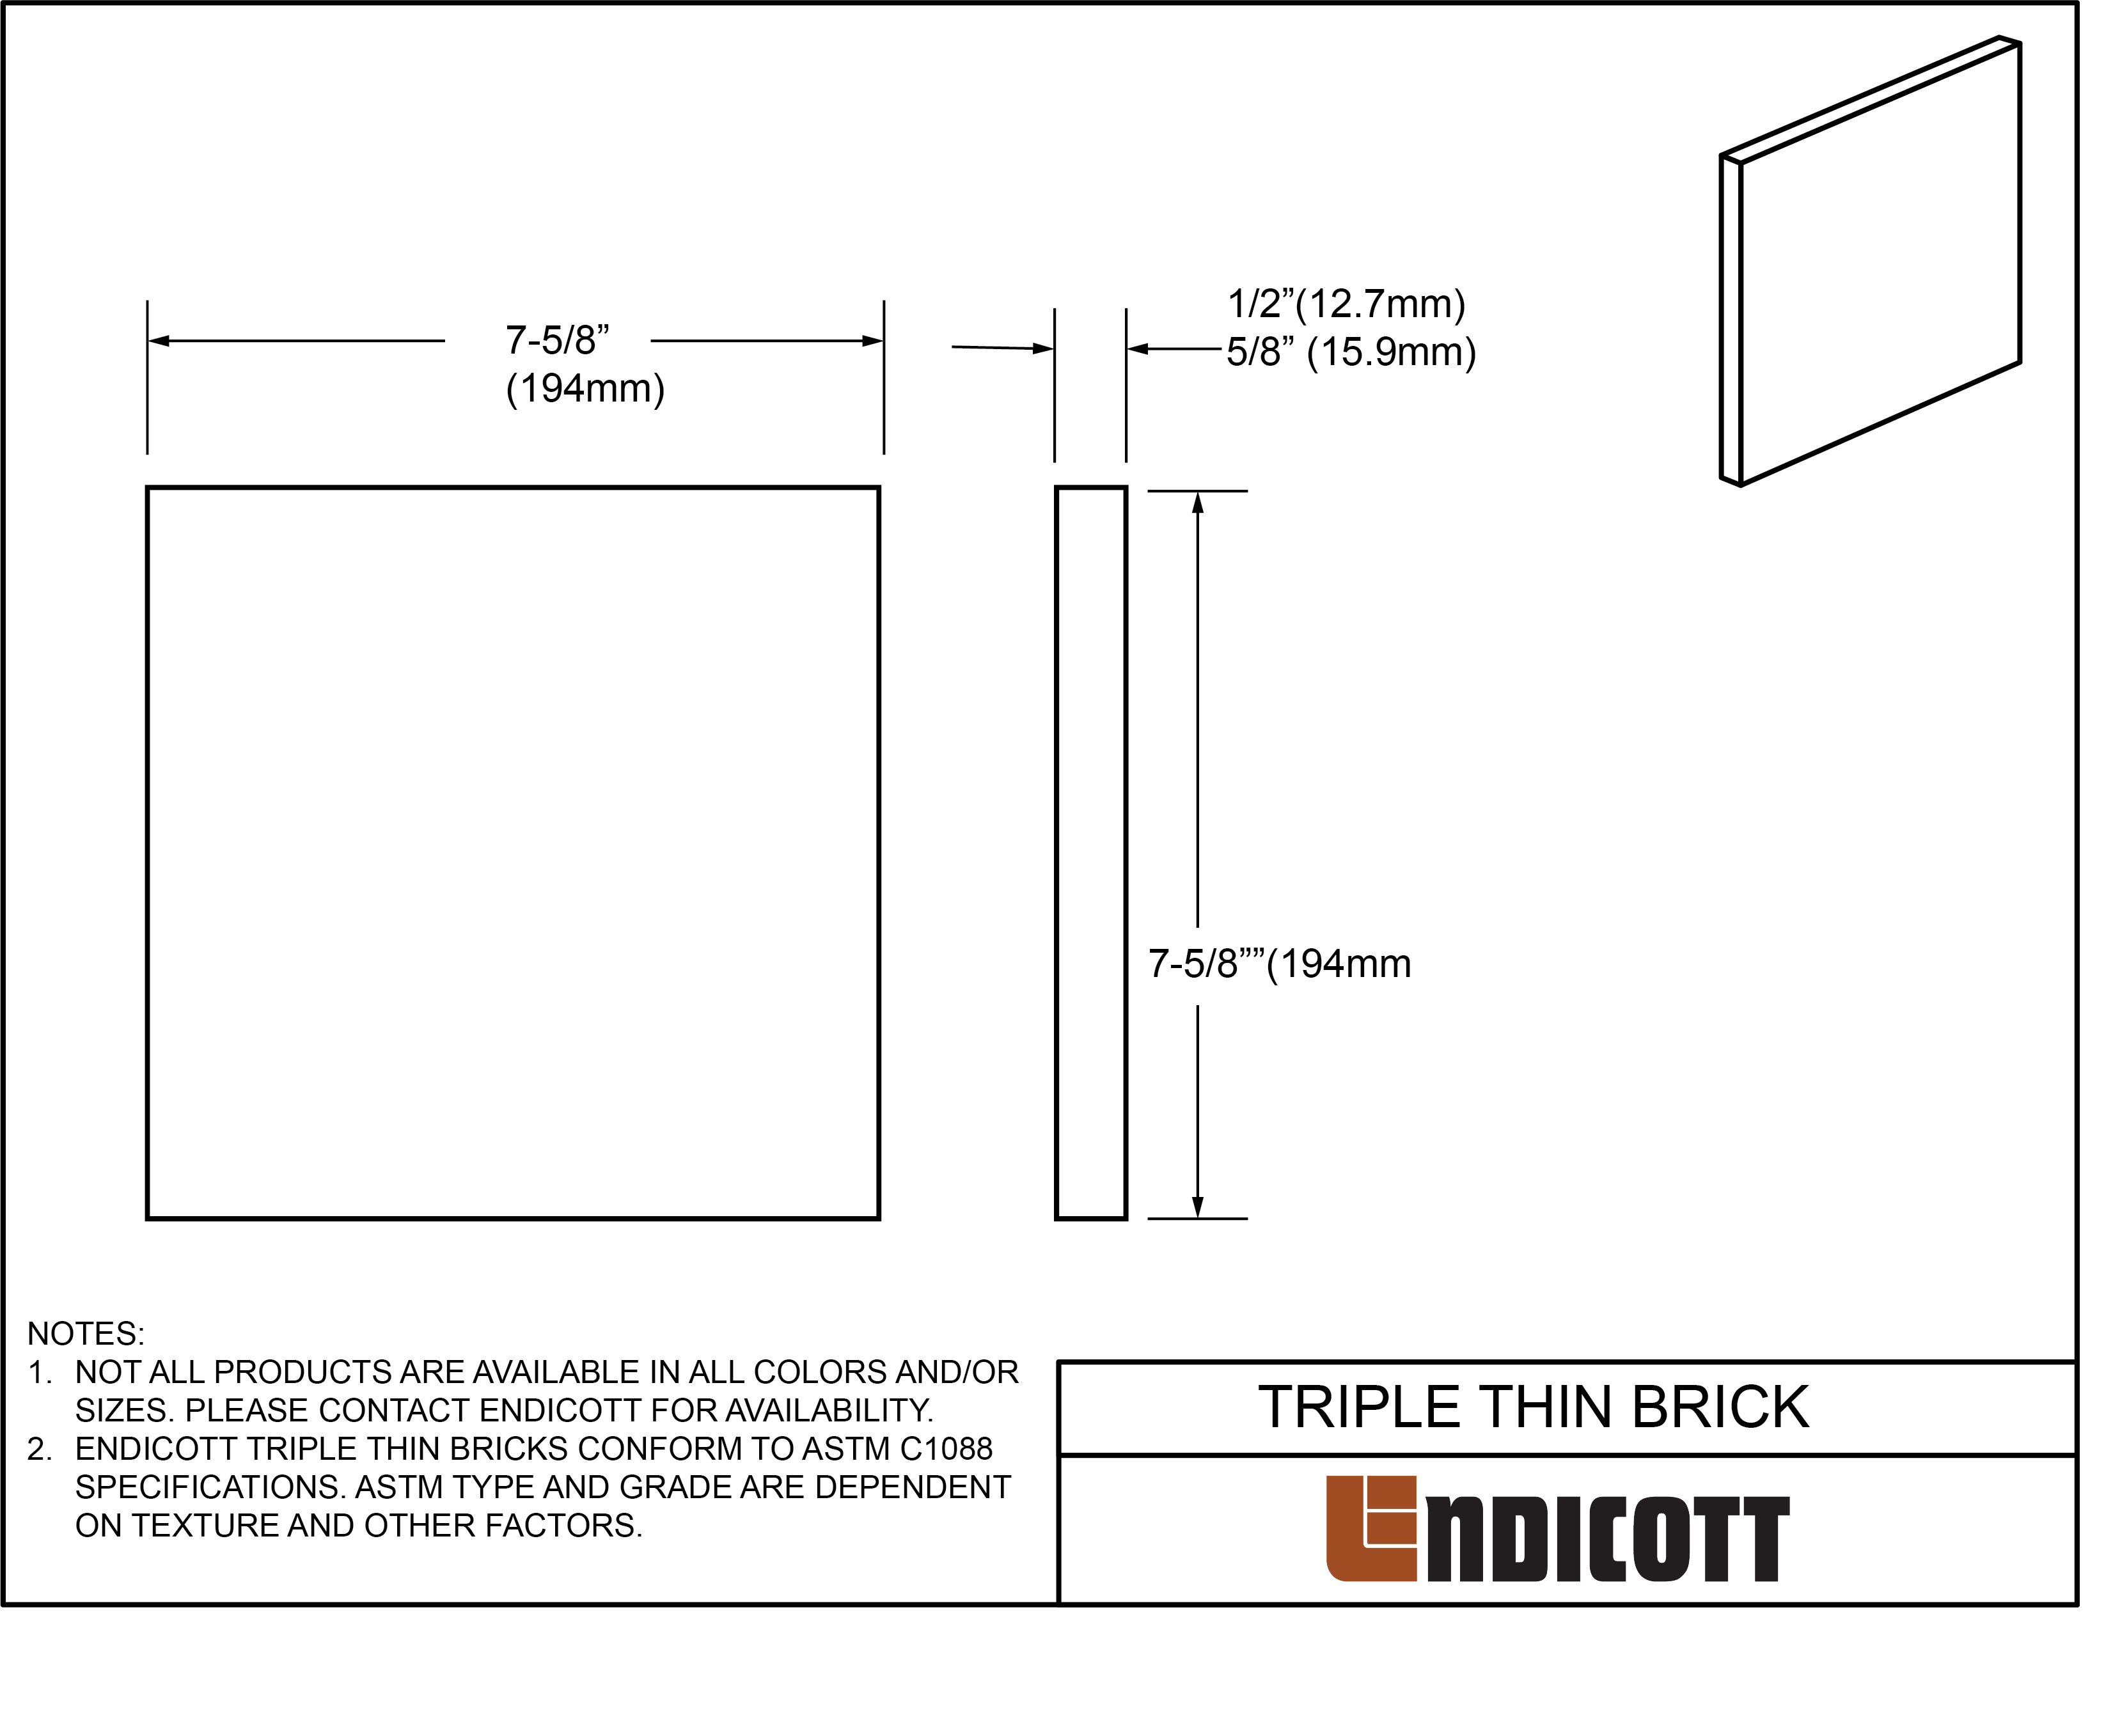 7-5/8”
(194mm)
1/2”(12.7mm)
5/8” (15.9mm)
7-5/8””(194mm
NOTES:
1. NOT ALL PRODUCTS ARE AVAILABLE IN ALL COLORS AND/OR
SIZES. PLEASE CONTACT ENDICOTT FOR AVAILABILITY.
2. ENDICOTT TRIPLE THIN BRICKS CONFORM TO ASTM C1088
SPECIFICATIONS. ASTM TYPE AND GRADE ARE DEPENDENT
ON TEXTURE AND OTHER FACTORS.
TRIPLE THIN BRICK
ENDICOTT